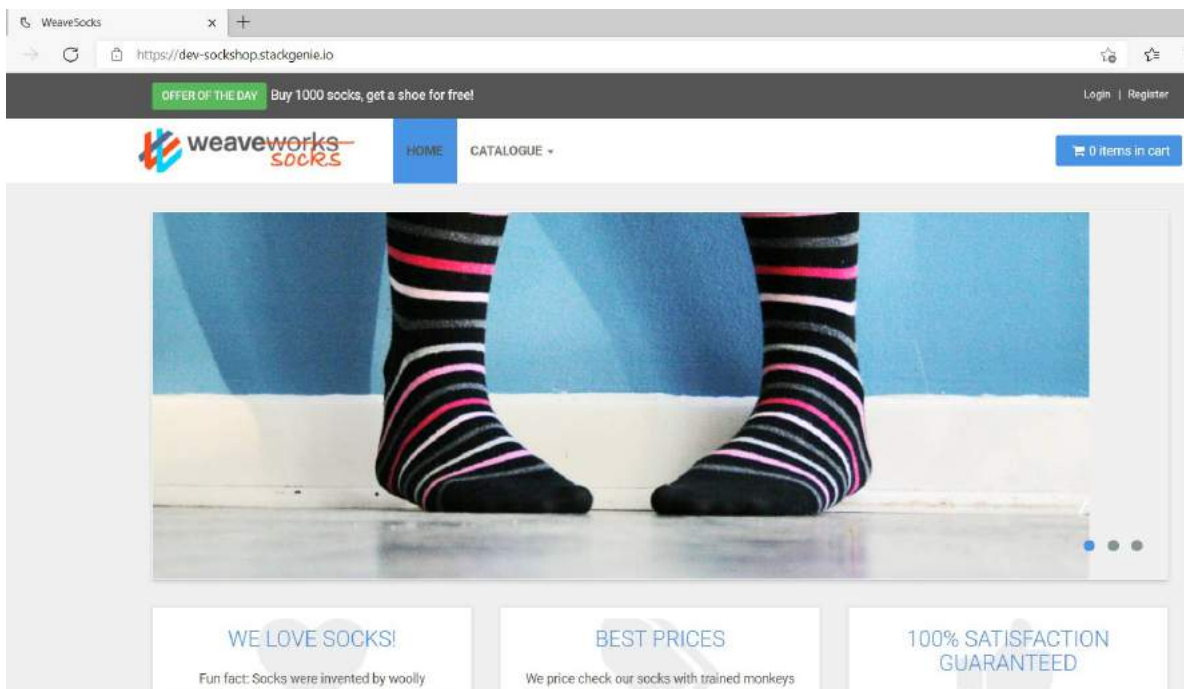 WeaveSocks
https://dev-sockshop.stackgenie.io
OFFER OF THE DAY Buy 1000 socks, get a shoe for free!
Login | Register
weaveworks
socks
HOME
CATALOGUE
0 items in cart
WE LOVE SOCKS!
Fun fact: Socks were invented by woolly
BEST PRICES
We price check our socks with trained monkeys
100% SATISFACTION
GUARANTEED